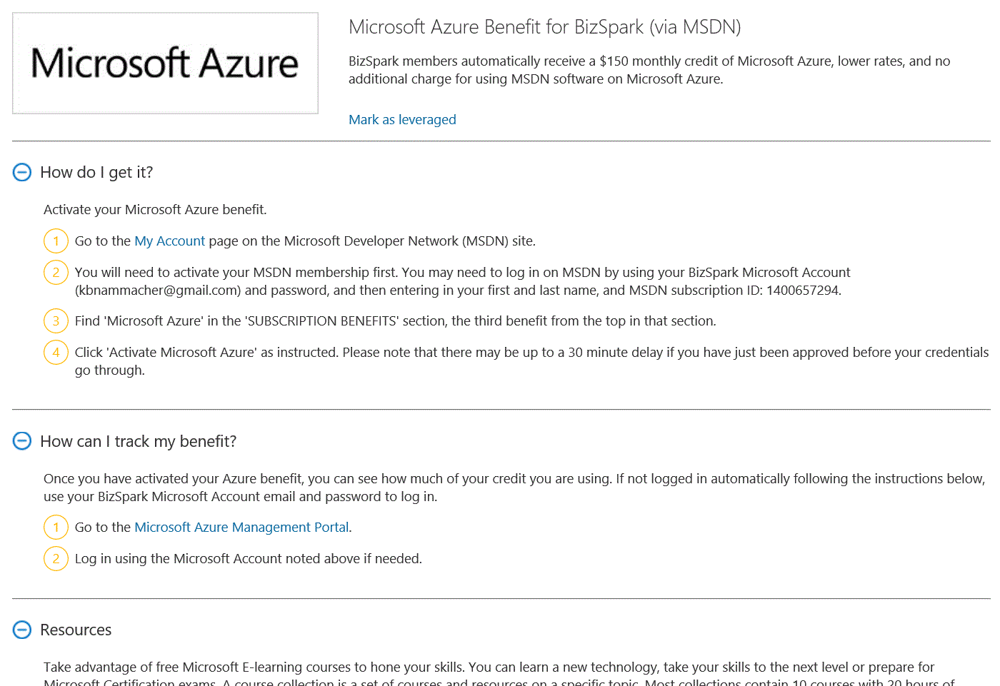 Microsoft Azure
Microsoft Azure Benefit for BizSpark (via MSDN)
BizSpark members automatically receive a $150 monthly credit of Microsoft Azure, lower rates, and no
additional charge for using MSDN software on Microsoft Azure.
Mark as leveraged
How do I get it?
Activate your Microsoft Azure benefit.
1 Go to the My Account page on the Microsoft Developer Network (MSDN) site.
2 You will need to activate your MSDN membership first. You may need to log in on MSDN by using your BizSpark Microsoft Account
(kbnammacher@gmail.com) and password, and then entering in your first and last name, and MSDN subscription ID: 1400657294.
3 Find 'Microsoft Azure' in the 'SUBSCRIPTION BENEFITS' section, the third benefit from the top in that section.
4 Click 'Activate Microsoft Azure' as instructed. Please note that there may be up to a 30 minute delay if you have just been approved before your credentials
go through.
How can I track my benefit?
Once you have activated your Azure benefit, you can see how much of your credit you are using. If not logged in automatically following the instructions below,
use your BizSpark Microsoft Account email and password to log in.
1 Go to the Microsoft Azure Management Portal.
2 Log in using the Microsoft Account noted above if needed.
Resources
Take advantage of free Microsoft E-learning courses to hone your skills. You can learn a new technology, take your skills to the next level or prepare for
Microsoft Certification exams. A course collection is a set of courses and resources on a specific topic. Most collections contain 10 courses with 20 hours of